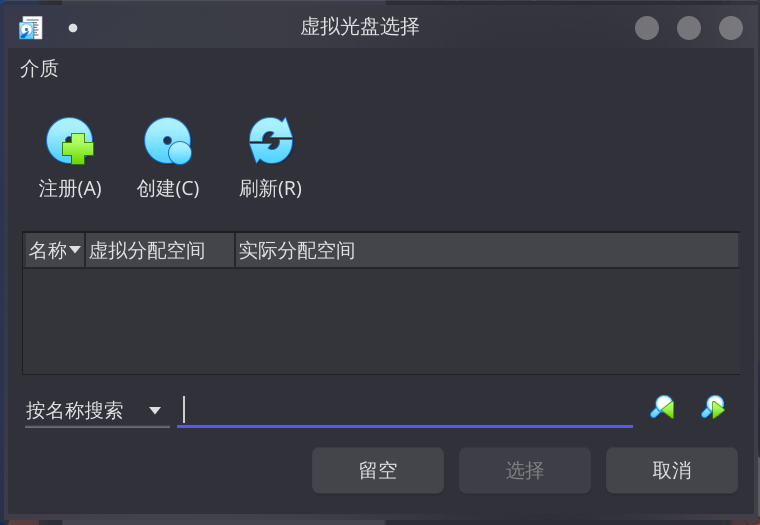 虚拟光盘选择
介质
注册(A) 创建(C) 刷新(R)
名称 虚拟分配空间 实际分配空间
按名称搜索
留空 选择 取消